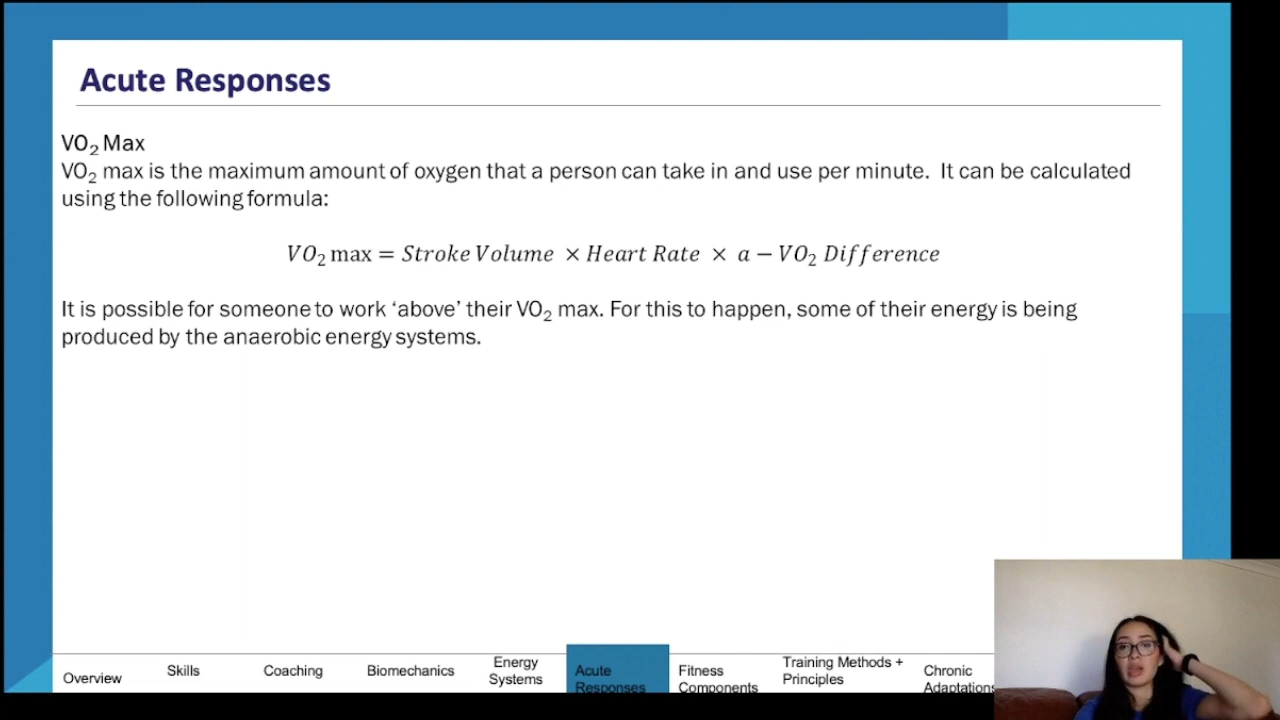 Acute Responses
VO₂ Max
VO₂ max is the maximum amount of oxygen that a person can take in and use per minute. It can be calculated
using the following formula:
VO₂ max = Stroke Volume × Heart Rate × a − VO₂ Difference
It is possible for someone to work ‘above’ their VO₂ max. For this to happen, some of their energy is being
produced by the anaerobic energy systems.
Overview
Skills
Coaching
Biomechanics
Energy
Systems
Acute
Responses
Fitness
Components
Training Methods +
Principles
Chronic
Adaptations